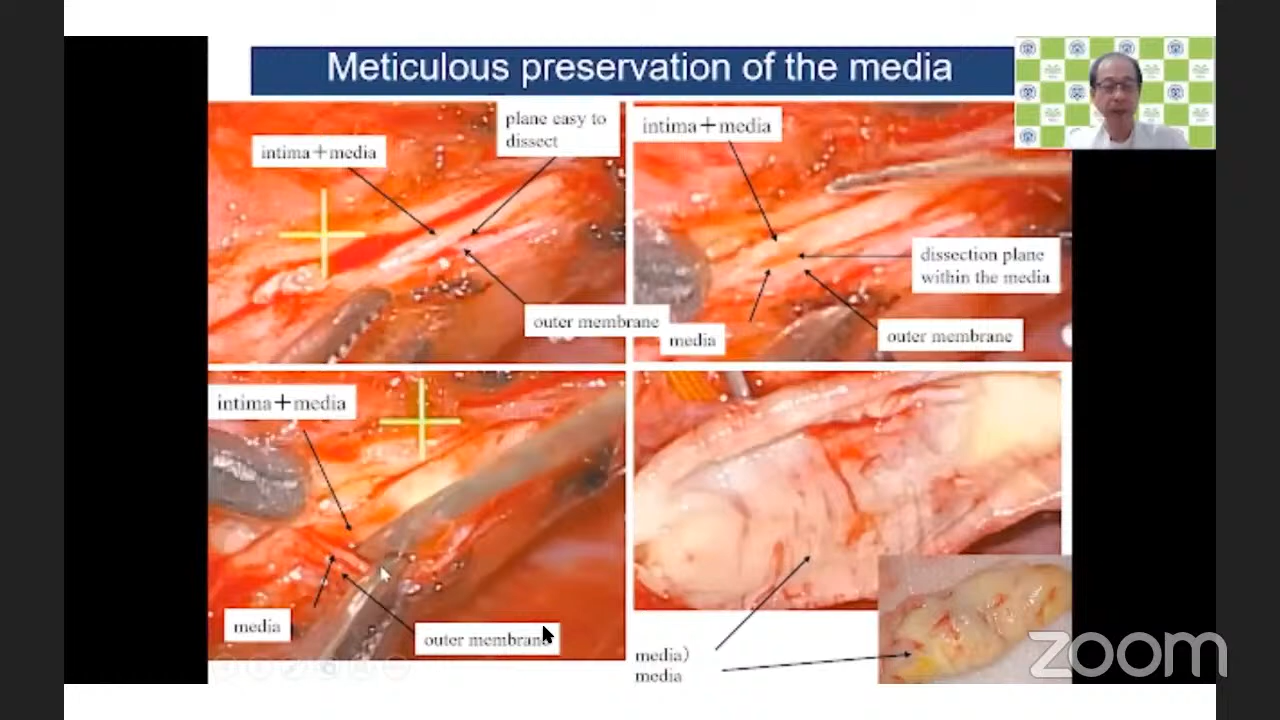 Meticulous preservation of the media
plane easy to
dissect
intima+media
outer membrane
intima+media
dissection plane
within the media
media
outer membrane
intima+media
media
outer membrane
media)
media
zoom